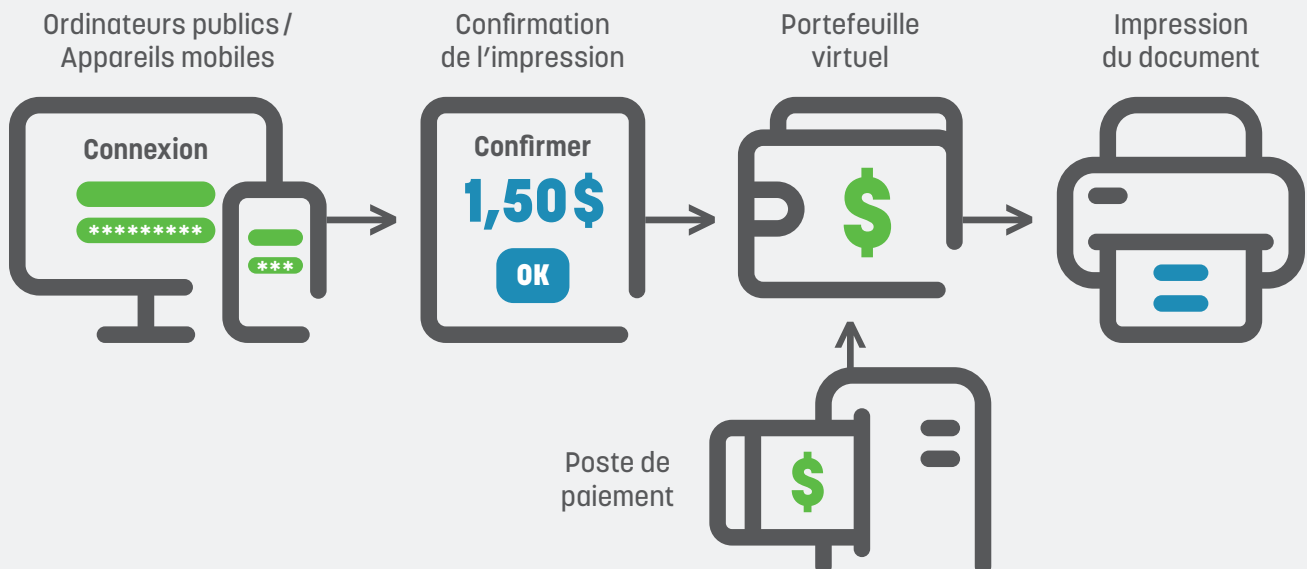 Ordinateurs publics /
Appareils mobiles
Confirmation
de l'impression
Portefeuille
virtuel
Impression
du document
Connexion
*********
***
Confirmer
1,50 $
OK
$
Poste de
paiement
$